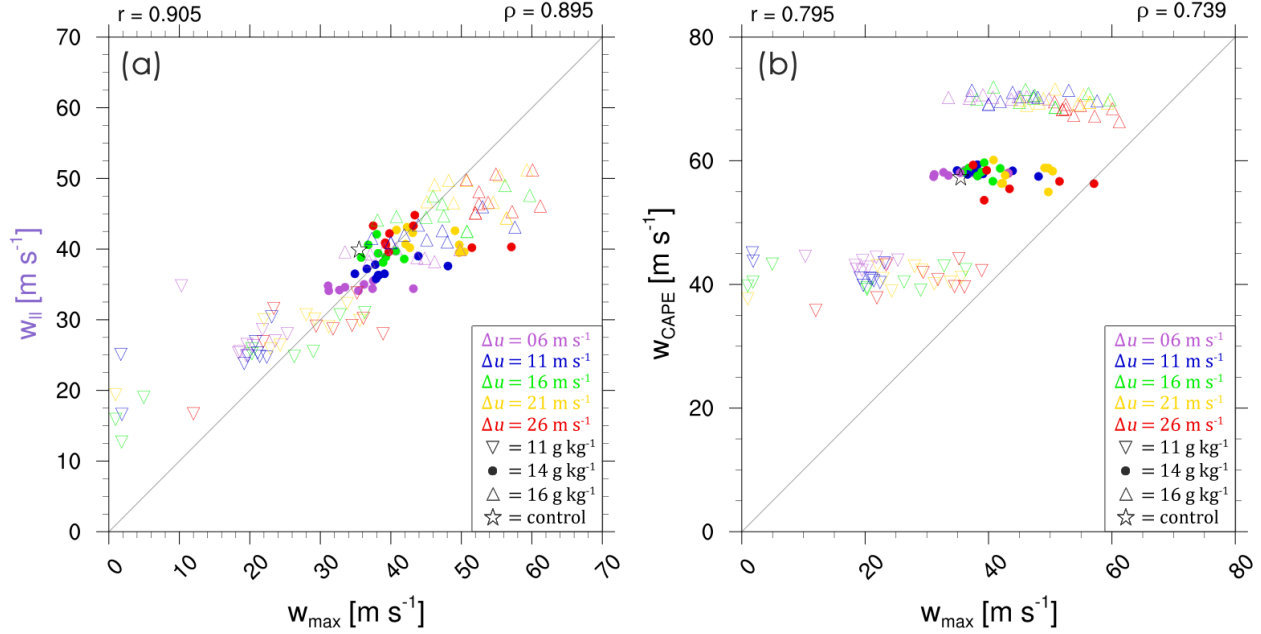 r = 0.905
ρ = 0.895
(a)
70
60
50
40
30
20
10
0
w_II [m s⁻¹]
0 10 20 30 40 50 60 70
w_max [m s⁻¹]
Δu = 06 m s⁻¹
Δu = 11 m s⁻¹
Δu = 16 m s⁻¹
Δu = 21 m s⁻¹
Δu = 26 m s⁻¹
▽ = 11 g kg⁻¹
● = 14 g kg⁻¹
△ = 16 g kg⁻¹
☆ = control
r = 0.795
ρ = 0.739
(b)
80
60
40
20
0
w_CAPE [m s⁻¹]
0 20 40 60 80
w_max [m s⁻¹]
Δu = 06 m s⁻¹
Δu = 11 m s⁻¹
Δu = 16 m s⁻¹
Δu = 21 m s⁻¹
Δu = 26 m s⁻¹
▽ = 11 g kg⁻¹
● = 14 g kg⁻¹
△ = 16 g kg⁻¹
☆ = control